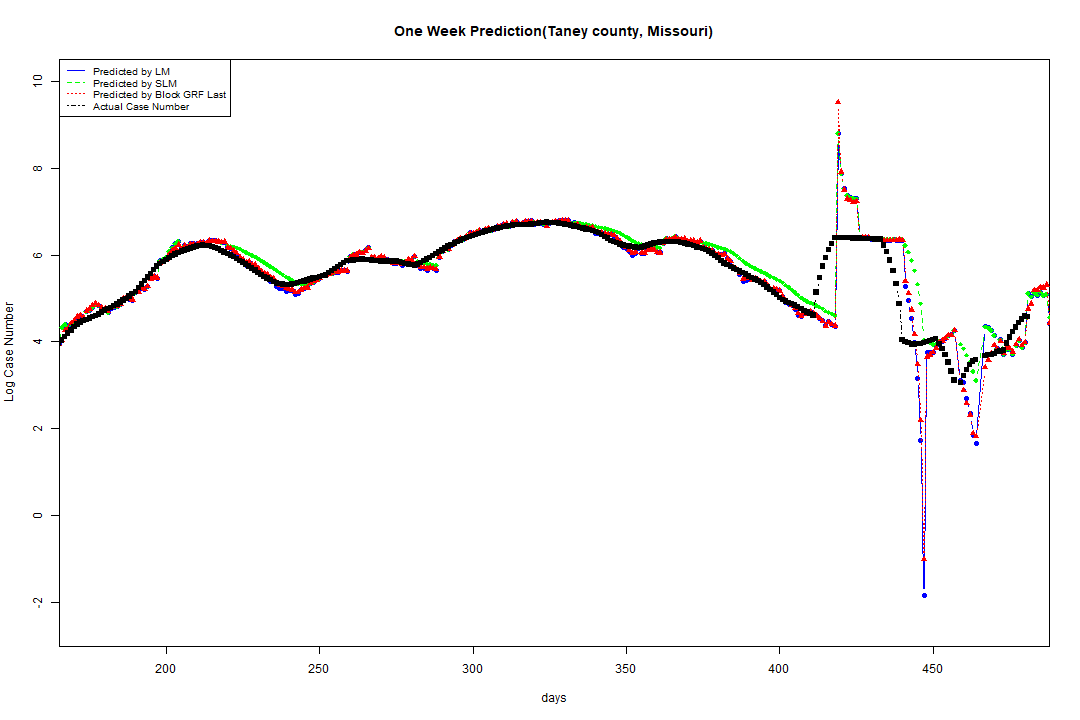 One Week Prediction(Taney county, Missouri)
Predicted by LM
Predicted by SLM
Predicted by Block GRF Last
Actual Case Number
10
8
6
4
2
0
-2
Log Case Number
200 250 300 350 400 450
days